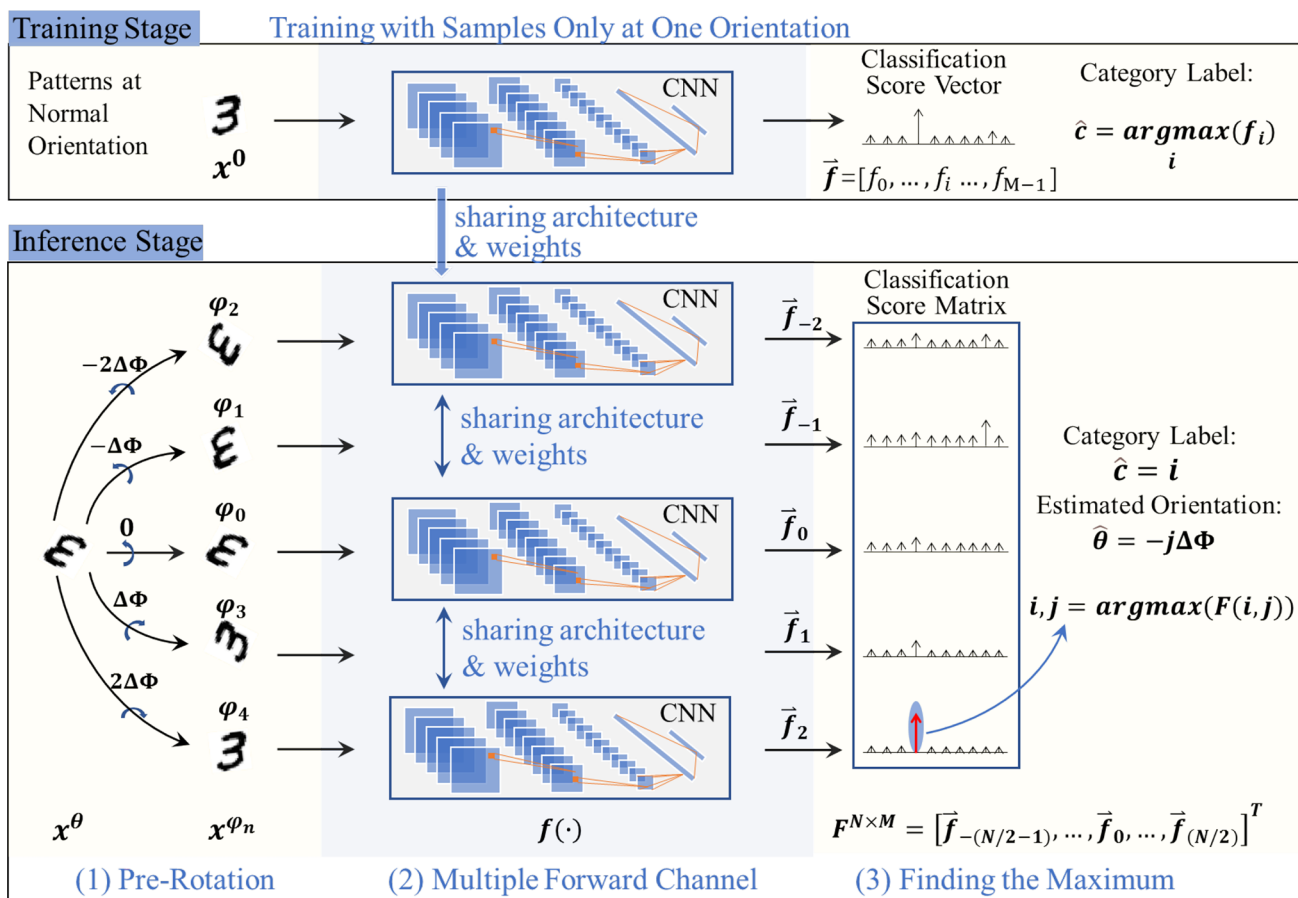 Training Stage
Training with Samples Only at One Orientation
Patterns at
Normal
Orientation
x⁰
CNN
Classification
Score Vector
f⃗=[f₀, ..., fᵢ ..., f_M−1]
Category Label:
ĉ = argmax(fᵢ)
i
sharing architecture
& weights
Inference Stage
−2ΔΦ
−ΔΦ
0
ΔΦ
2ΔΦ
φ₂
φ₁
φ₀
φ₃
φ₄
CNN
sharing architecture
& weights
CNN
sharing architecture
& weights
CNN
f⃗₋₂
f⃗₋₁
f⃗₀
f⃗₁
f⃗₂
Classification
Score Matrix
Category Label:
ĉ = i
Estimated Orientation:
θ̂ = −jΔΦ
i, j = argmax(F(i, j))
x^θ
x^φₙ
f(·)
F^N×M = [f⃗_−(N/2−1), ..., f⃗₀, ..., f⃗_(N/2)]^T
(1) Pre-Rotation
(2) Multiple Forward Channel
(3) Finding the Maximum